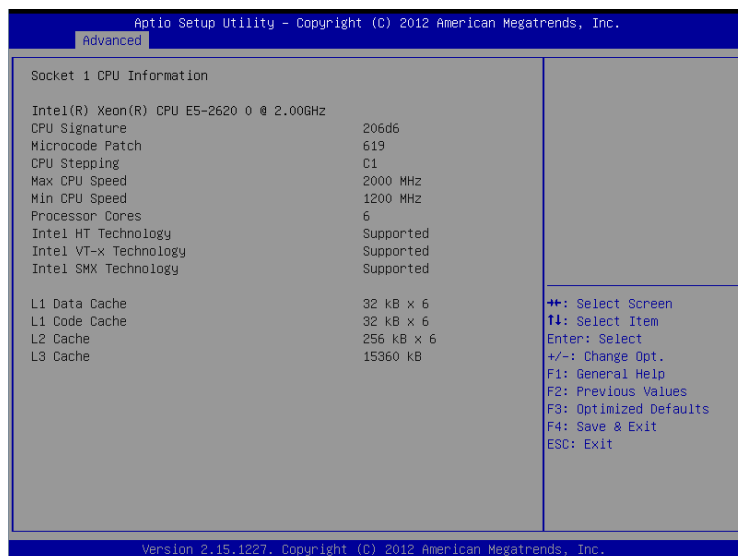 Aptio Setup Utility – Copyright (C) 2012 American Megatrends, Inc.
Advanced
Socket 1 CPU Information
Intel(R) Xeon(R) CPU E5-2620 0 @ 2.00GHz
CPU Signature 206d6
Microcode Patch 619
CPU Stepping C1
Max CPU Speed 2000 MHz
Min CPU Speed 1200 MHz
Processor Cores 6
Intel HT Technology Supported
Intel VT-x Technology Supported
Intel SMX Technology Supported
L1 Data Cache 32 kB x 6
L1 Code Cache 32 kB x 6
L2 Cache 256 kB x 6
L3 Cache 15360 kB
→←: Select Screen
↑↓: Select Item
Enter: Select
+/-: Change Opt.
F1: General Help
F2: Previous Values
F3: Optimized Defaults
F4: Save & Exit
ESC: Exit
Version 2.15.1227. Copyright (C) 2012 American Megatrends, Inc.